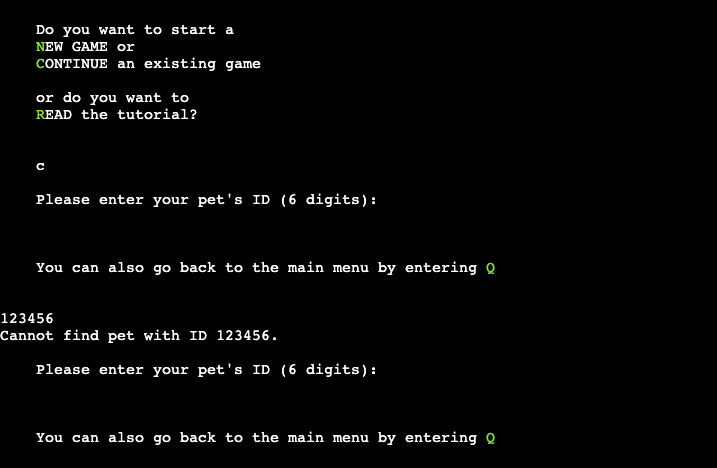 Do you want to start a
NEW GAME or
CONTINUE an existing game
or do you want to
READ the tutorial?
c
Please enter your pet's ID (6 digits):
You can also go back to the main menu by entering Q
123456
Cannot find pet with ID 123456.
Please enter your pet's ID (6 digits):
You can also go back to the main menu by entering Q